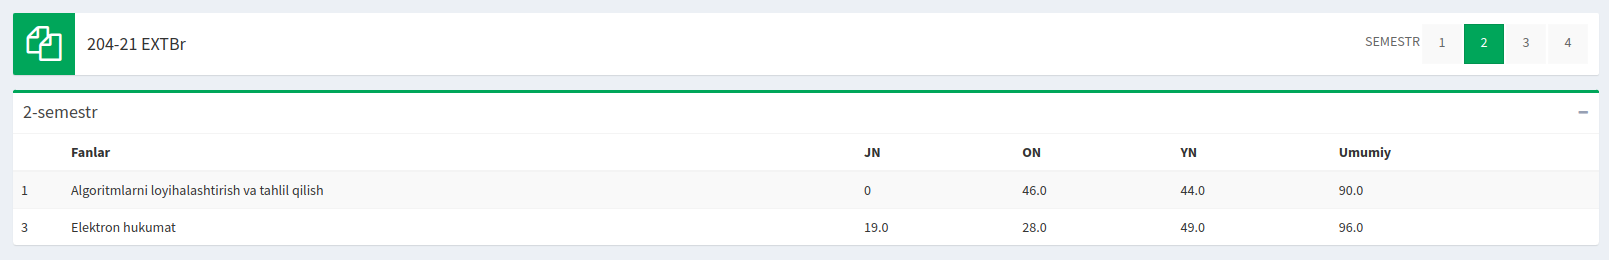 204-21 EXTBr SEMESTR 1 2 3 4
2-semestr
Fanlar JN ON YN Umumiy
1 Algoritmlarni loyihalashtirish va tahlil qilish 0 46.0 44.0 90.0
3 Elektron hukumat 19.0 28.0 49.0 96.0